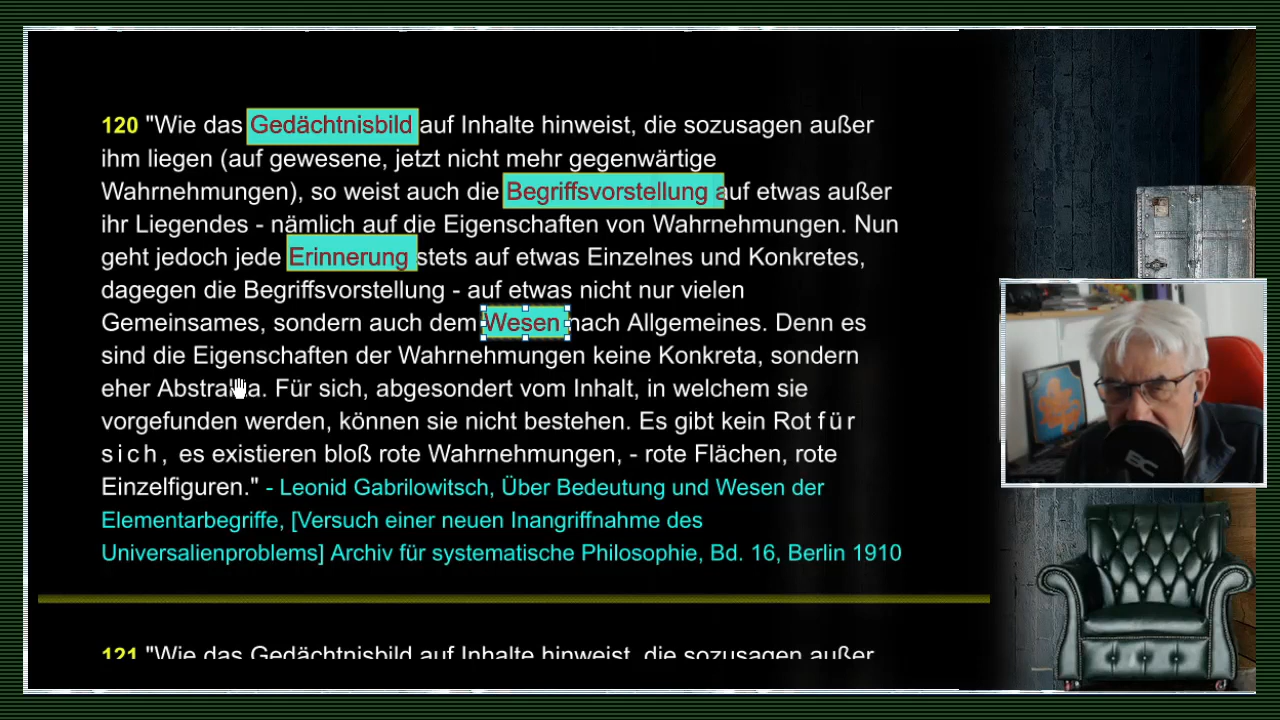 120 "Wie das Gedächtnisbild auf Inhalte hinweist, die sozusagen außer
ihm liegen (auf gewesene, jetzt nicht mehr gegenwärtige
Wahrnehmungen), so weist auch die Begriffsvorstellung auf etwas außer
ihr Liegendes - nämlich auf die Eigenschaften von Wahrnehmungen. Nun
geht jedoch jede Erinnerung stets auf etwas Einzelnes und Konkretes,
dagegen die Begriffsvorstellung - auf etwas nicht nur vielen
Gemeinsames, sondern auch dem Wesen nach Allgemeines. Denn es
sind die Eigenschaften der Wahrnehmungen keine Konkreta, sondern
eher Abstrakta. Für sich, abgesondert vom Inhalt, in welchem sie
vorgefunden werden, können sie nicht bestehen. Es gibt kein Rot für
sich, es existieren bloß rote Wahrnehmungen, - rote Flächen, rote
Einzelfiguren." - Leonid Gabrilowitsch, Über Bedeutung und Wesen der
Elementarbegriffe, [Versuch einer neuen Inangriffnahme des
Universalienproblems] Archiv für systematische Philosophie, Bd. 16, Berlin 1910
121 "Wie das Gedächtnisbild auf Inhalte hinweist, die sozusagen außer